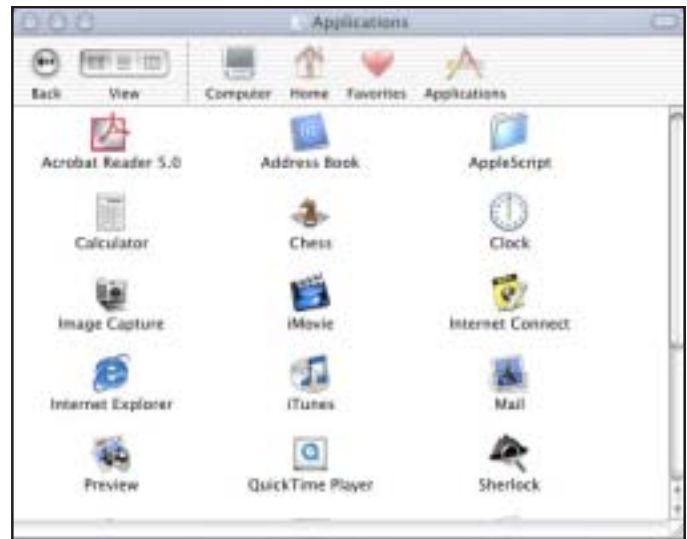 Applications
Back View Computer Home Favorites Applications
Acrobat Reader 5.0 Address Book AppleScript
Calculator Chess Clock
Image Capture iMovie Internet Connect
Internet Explorer iTunes Mail
Preview QuickTime Player Sherlock